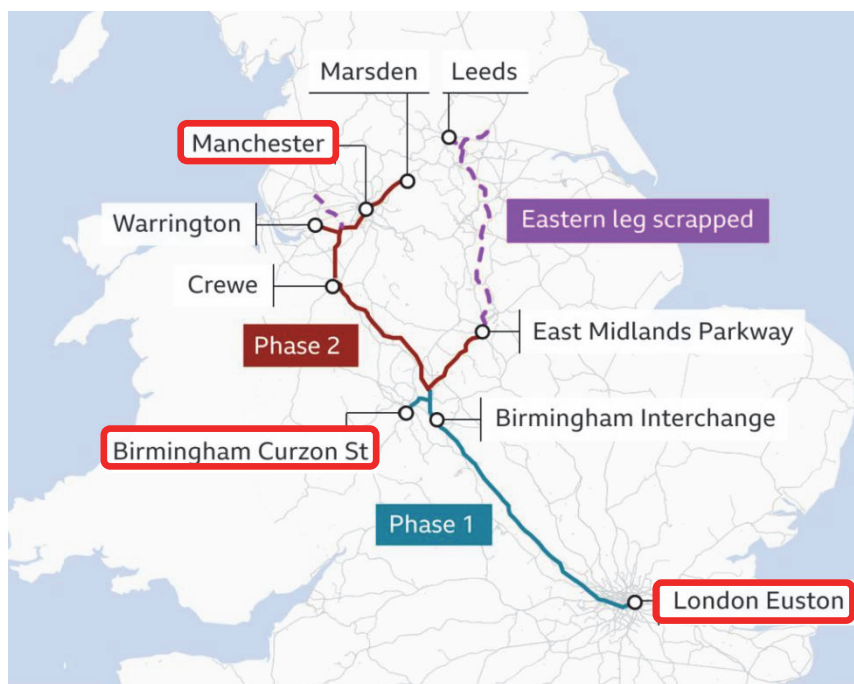 Marsden
Leeds
Manchester
Warrington
Eastern leg scrapped
Crewe
East Midlands Parkway
Phase 2
Birmingham Interchange
Birmingham Curzon St
Phase 1
London Euston